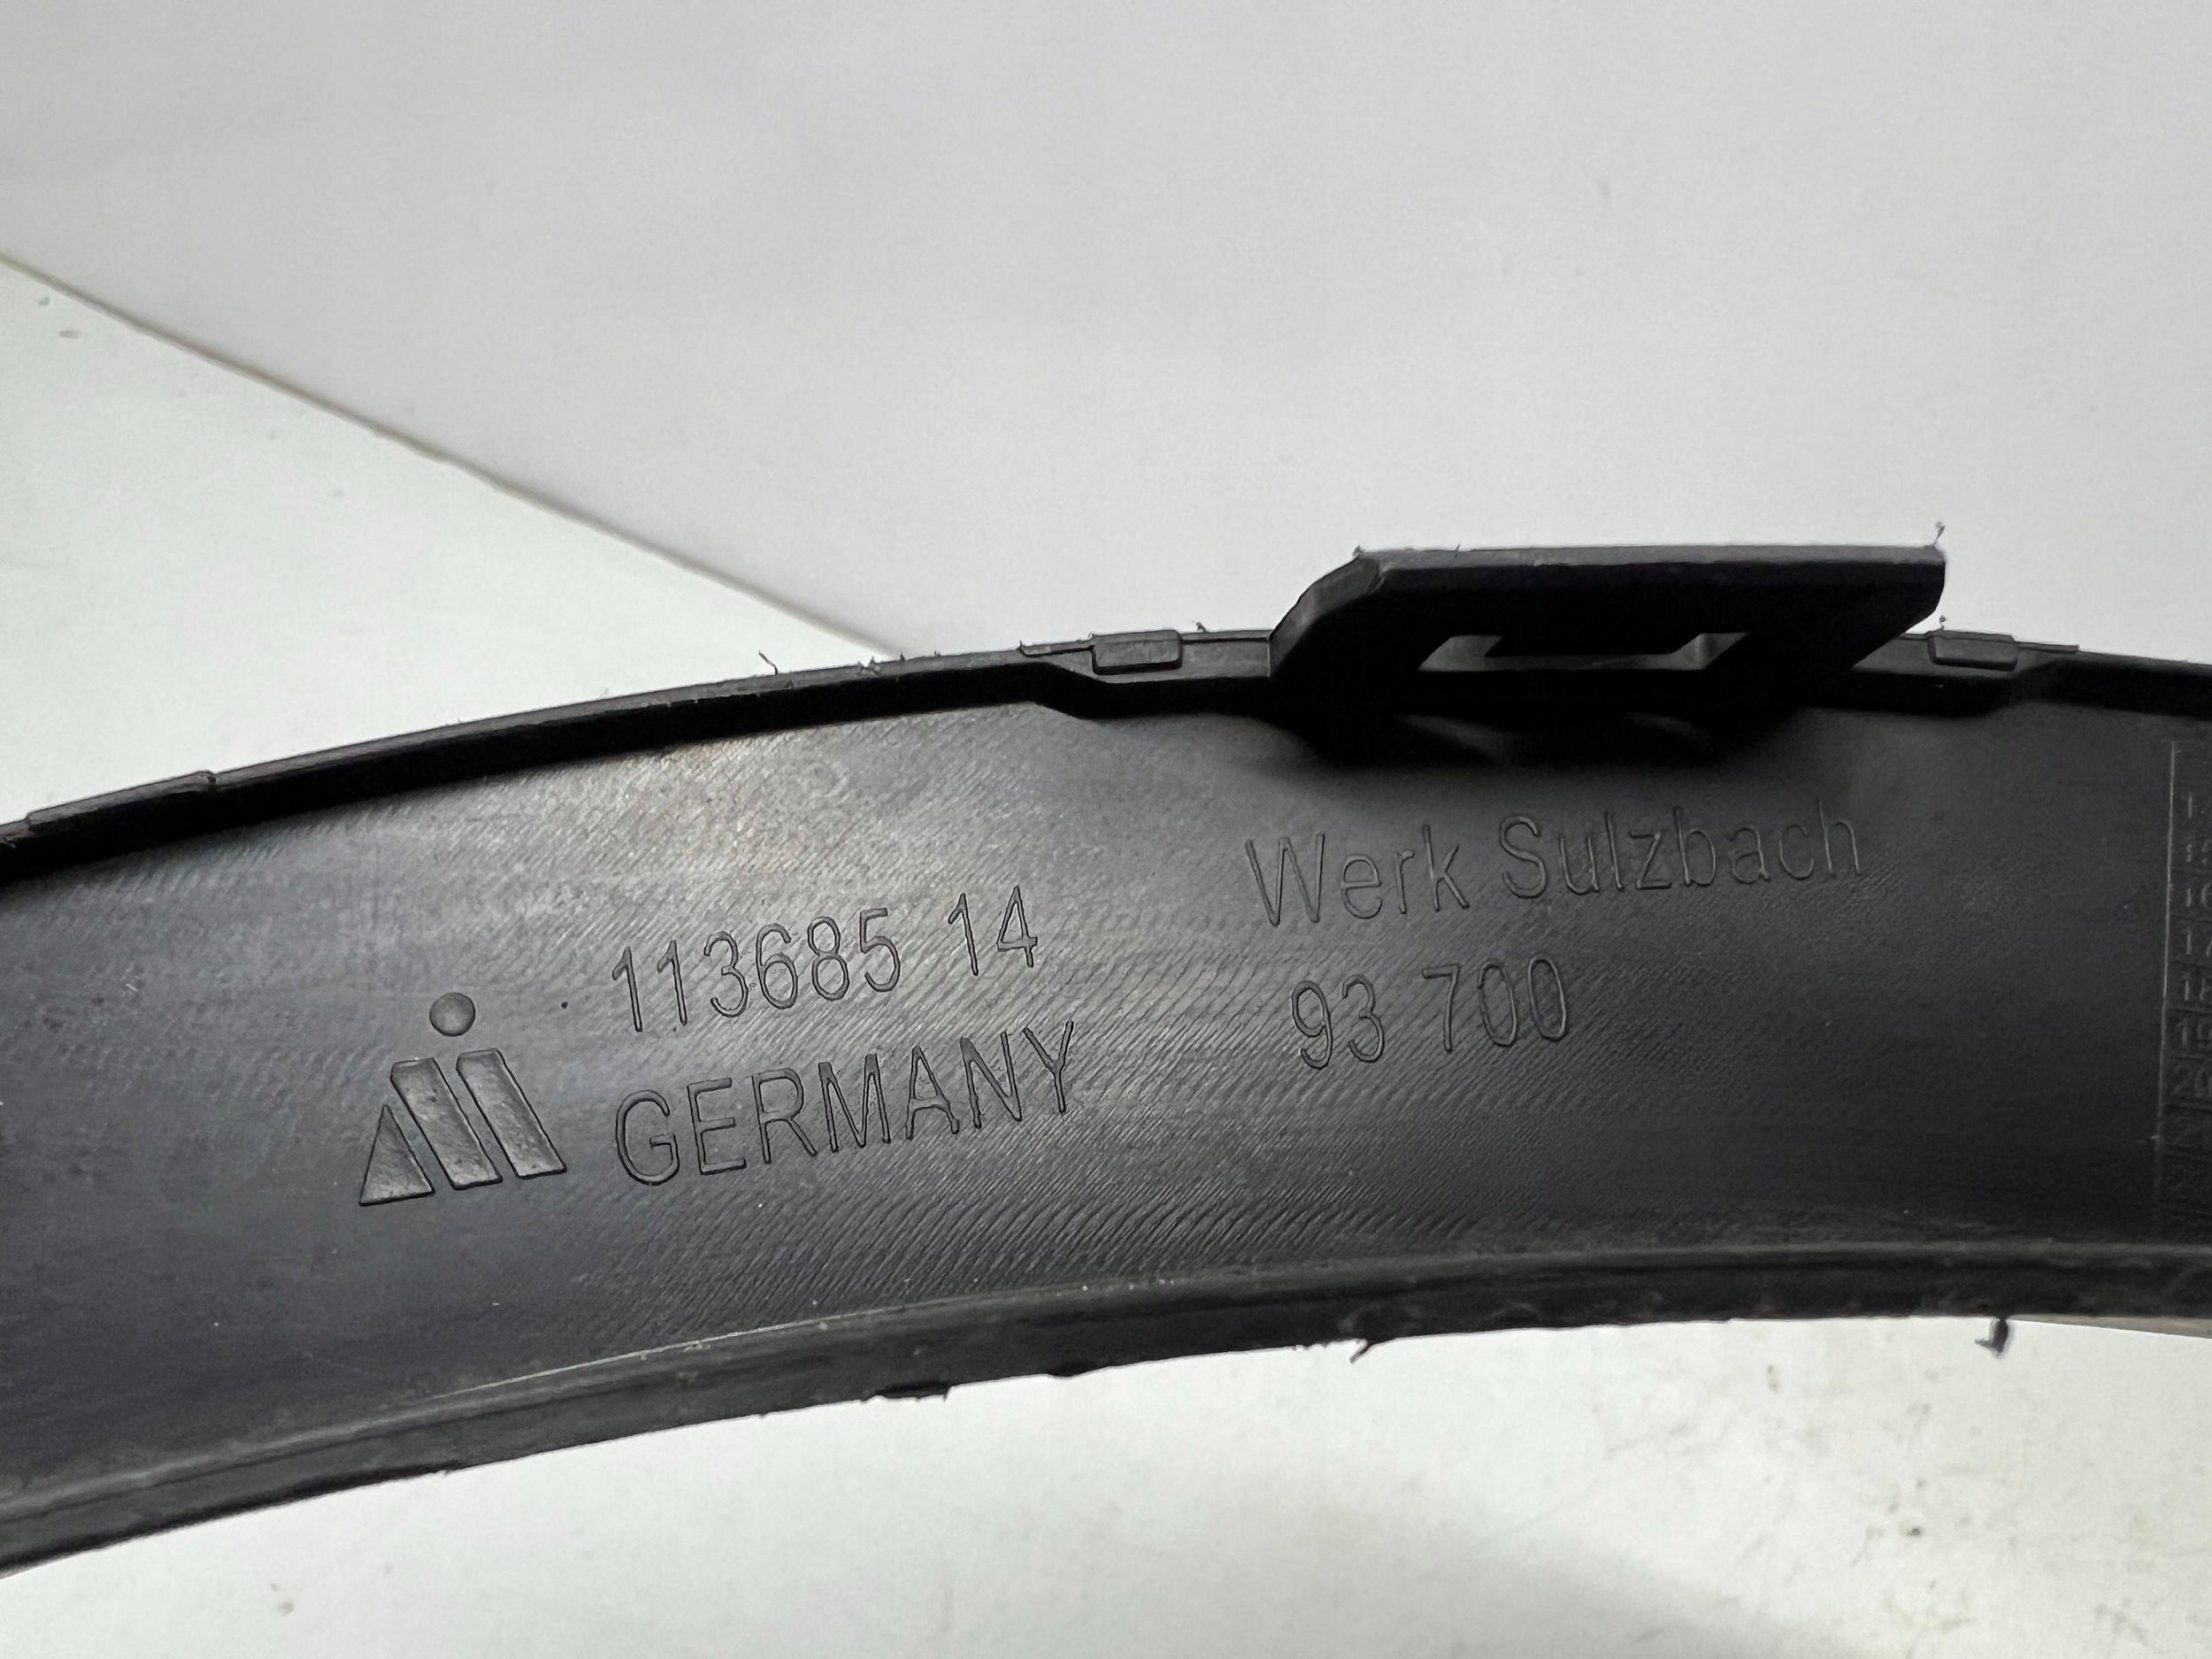 113685 14
GERMANY
Werk Sulzbach
93 700